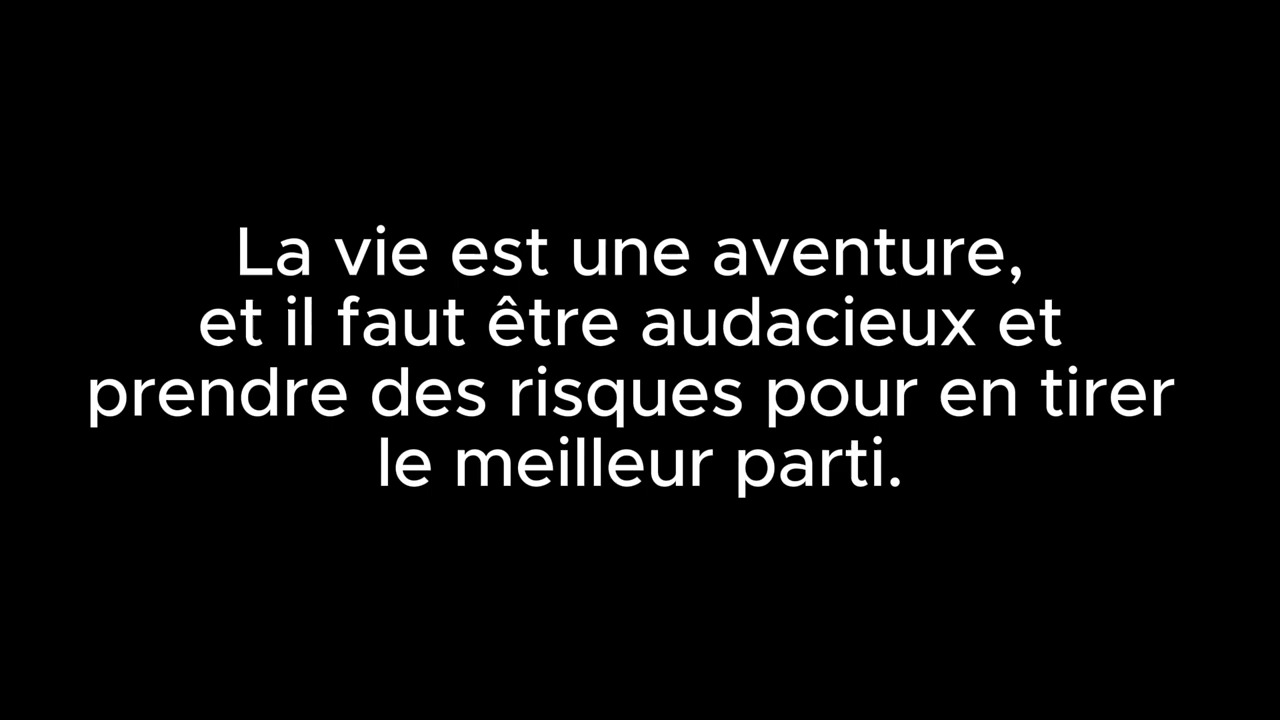 La vie est une aventure,
et il faut être audacieux et
prendre des risques pour en tirer
le meilleur parti.